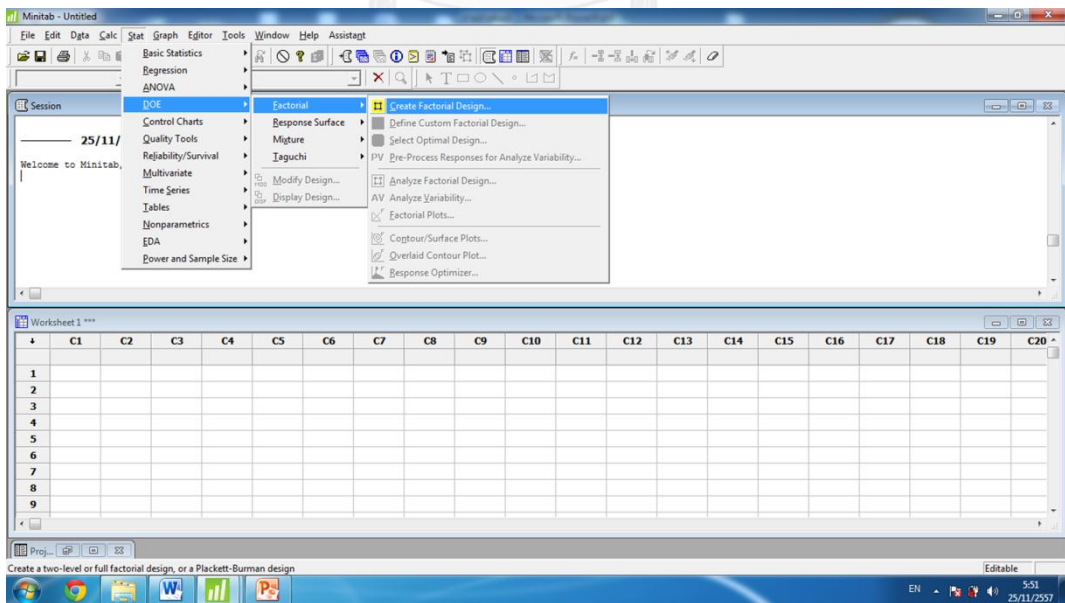 Minitab - Untitled
File Edit Data Calc Stat Graph Editor Tools Window Help Assistant
Session
25/11/
Welcome to Minitab,
Basic Statistics
Regression
ANOVA
DOE
Control Charts
Quality Tools
Reliability/Survival
Multivariate
Time Series
Tables
Nonparametrics
EDA
Power and Sample Size
Factorial
Response Surface
Mixture
Taguchi
Modify Design...
Display Design...
Create Factorial Design...
Define Custom Factorial Design...
Select Optimal Design...
PV Pre-Process Responses for Analyze Variability...
Analyze Factorial Design...
AV Analyze Variability...
Factorial Plots...
Contour/Surface Plots...
Overlaid Contour Plot...
Response Optimizer...
Worksheet 1 ***
C1 C2 C3 C4 C5 C6 C7 C8 C9 C10 C11 C12 C13 C14 C15 C16 C17 C18 C19 C20
1
2
3
4
5
6
7
8
9
Proj...
Create a two-level or full factorial design, or a Plackett-Burman design
Editable
EN
5:51
25/11/2557